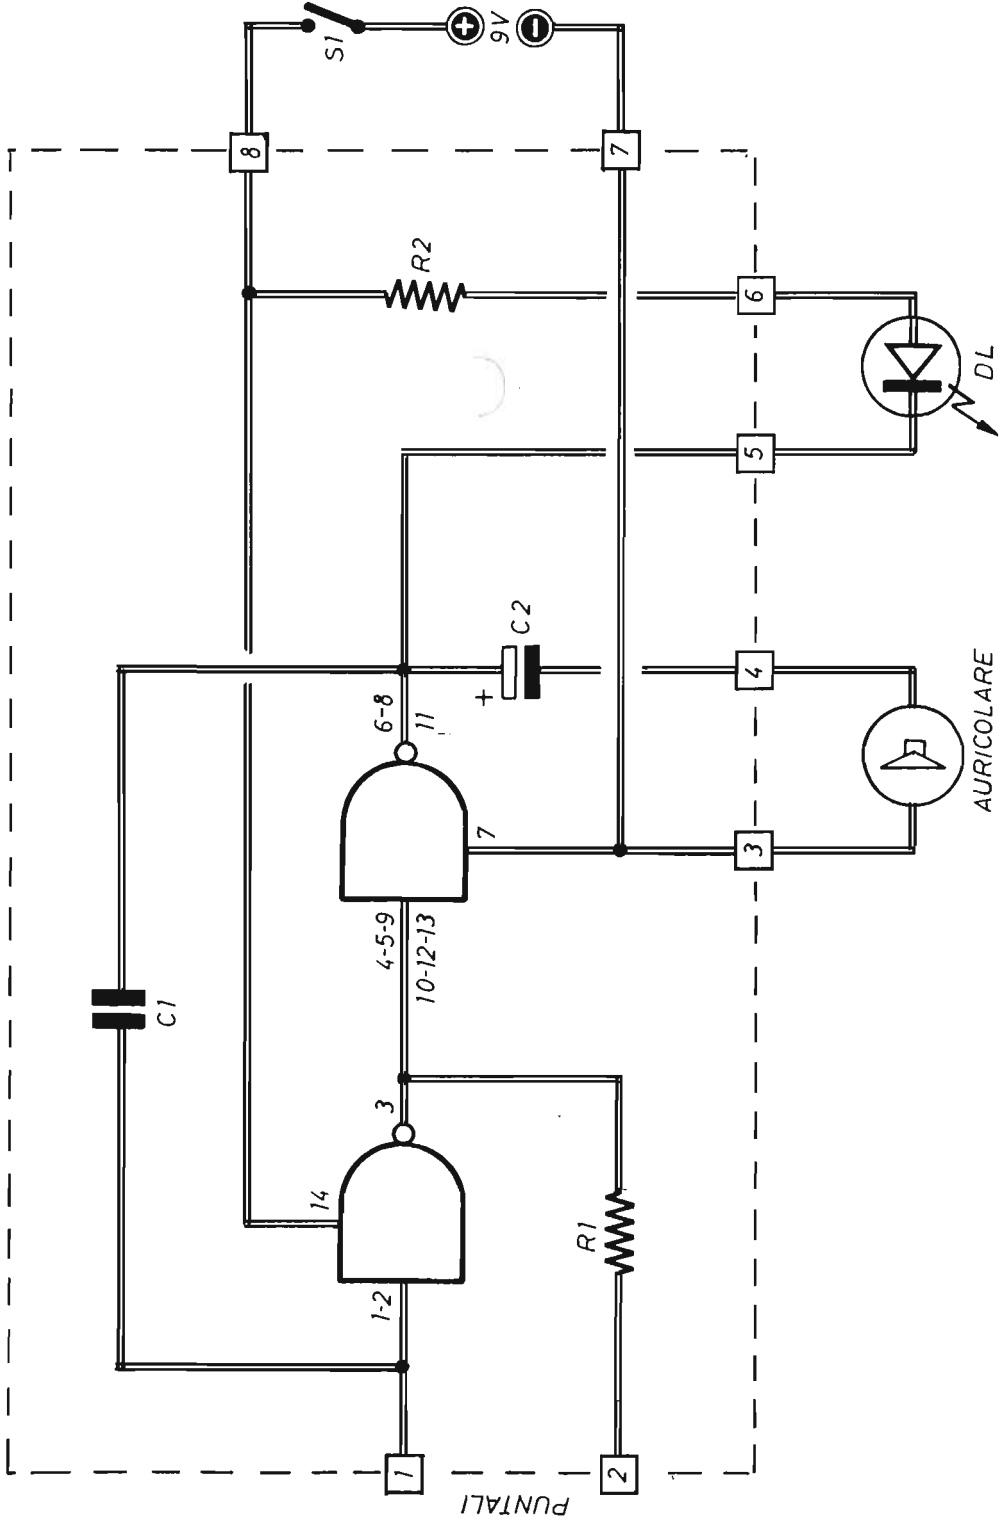 PUNTALI
1
2
1-2
14
3
R1
C1
4-5-9
10-12-13
7
6-8
11
+
C2
3
4
AURICOLARE
5
6
DL
R2
8
7
S1
+
9V
−